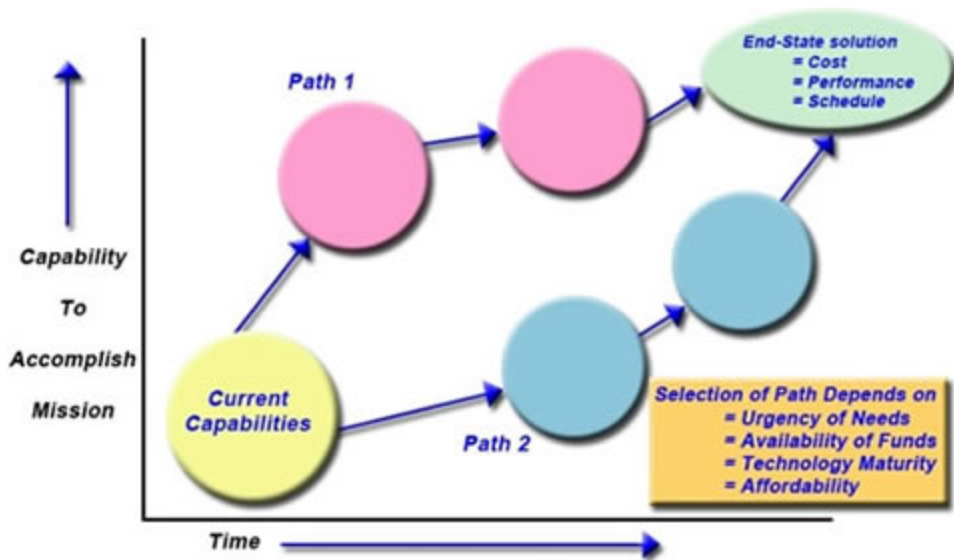 End-State solution
= Cost
= Performance
= Schedule
Path 1
Capability
To
Accomplish
Mission
Current
Capabilities
Path 2
Selection of Path Depends on
= Urgency of Needs
= Availability of Funds
= Technology Maturity
= Affordability
Time